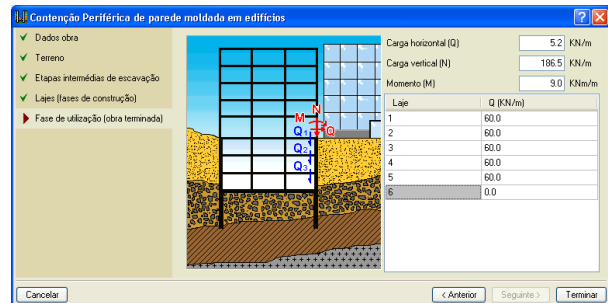 Contenção Periférica de parede moldada em edifícios
Dados obra
Terreno
Etapas intermédias de escavação
Lajes (fases de construção)
Fase de utilização (obra terminada)
N
M
Q
Q1
Q2
Q3
Carga horizontal (Q) 5.2 KN/m
Carga vertical (N) 186.5 KN/m
Momento (M) 9.0 KNm/m
Laje Q (KN/m)
1 60.0
2 60.0
3 60.0
4 60.0
5 60.0
6 0.0
Cancelar
< Anterior Seguinte > Terminar